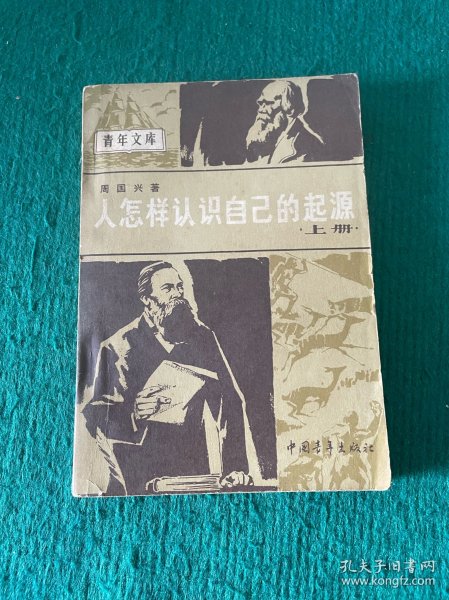 青年文库
周国兴著
人怎样认识自己的起源
·上册·
中国青年出版社
孔夫子旧书网
www.kongfz.com